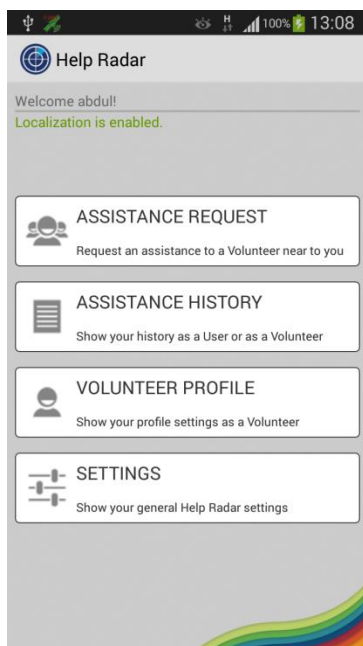 H 100% 13:08
Help Radar
Welcome abdul!
Localization is enabled.
ASSISTANCE REQUEST
Request an assistance to a Volunteer near to you
ASSISTANCE HISTORY
Show your history as a User or as a Volunteer
VOLUNTEER PROFILE
Show your profile settings as a Volunteer
SETTINGS
Show your general Help Radar settings